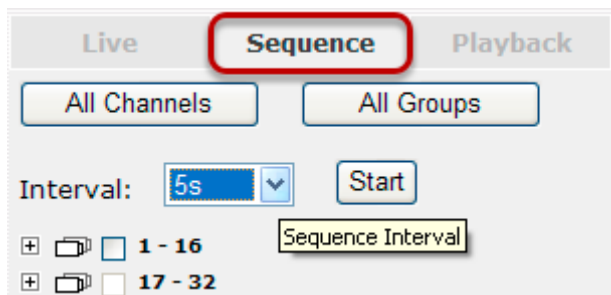 Live Sequence Playback
All Channels All Groups
Interval: 5s Start
Sequence Interval
1 - 16
17 - 32